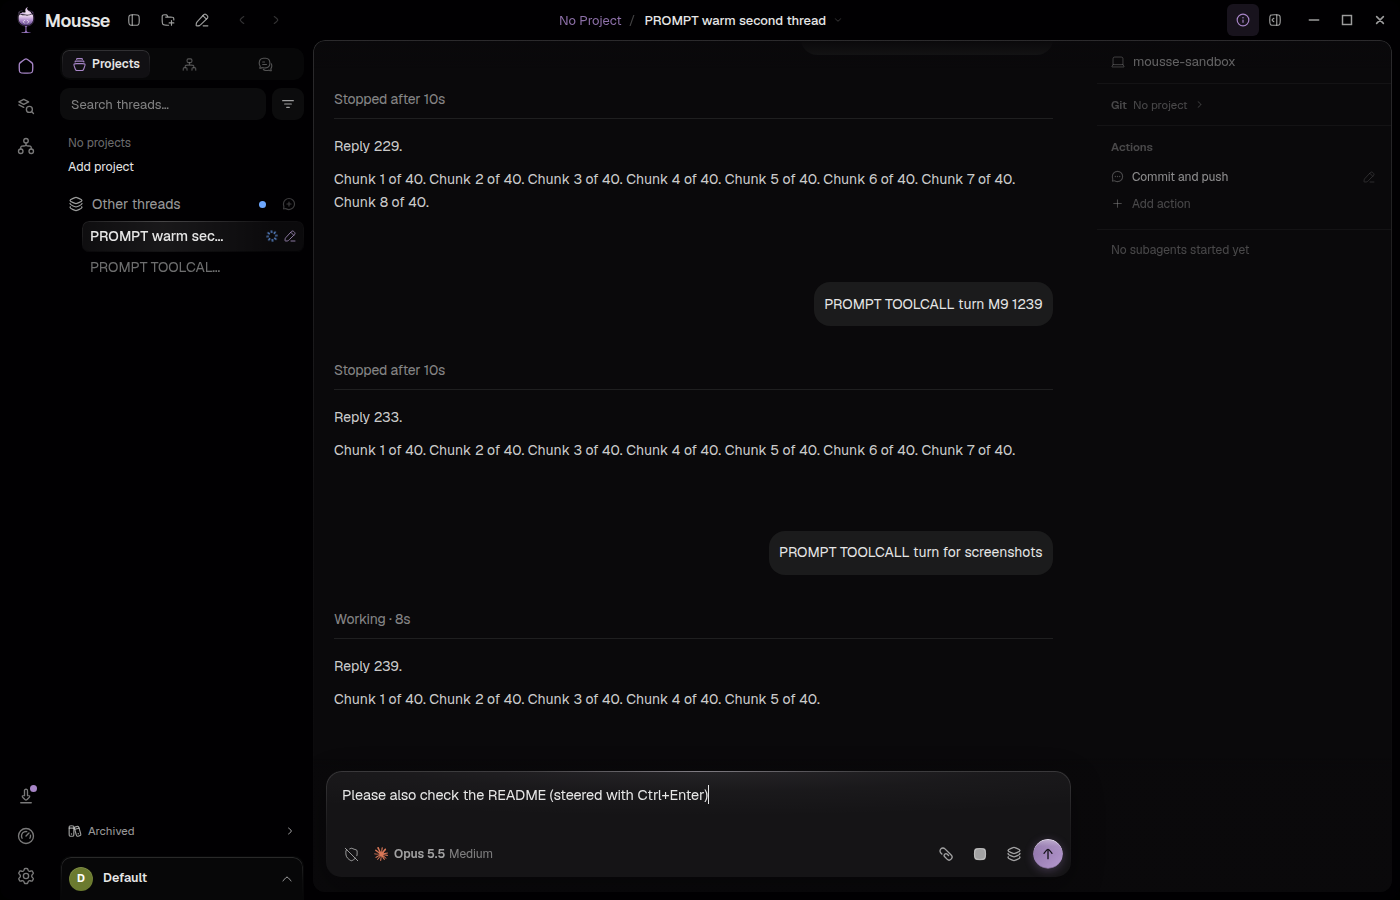 Mousse
No Project / PROMPT warm second thread
Projects
Search threads...
No projects
Add project
Other threads
PROMPT warm sec...
PROMPT TOOLCAL...
Archived
D Default
Stopped after 10s
Reply 229.
Chunk 1 of 40. Chunk 2 of 40. Chunk 3 of 40. Chunk 4 of 40. Chunk 5 of 40. Chunk 6 of 40. Chunk 7 of 40.
Chunk 8 of 40.
PROMPT TOOLCALL turn M9 1239
Stopped after 10s
Reply 233.
Chunk 1 of 40. Chunk 2 of 40. Chunk 3 of 40. Chunk 4 of 40. Chunk 5 of 40. Chunk 6 of 40. Chunk 7 of 40.
PROMPT TOOLCALL turn for screenshots
Working · 8s
Reply 239.
Chunk 1 of 40. Chunk 2 of 40. Chunk 3 of 40. Chunk 4 of 40. Chunk 5 of 40.
Please also check the README (steered with Ctrl+Enter)
Opus 5.5 Medium
mousse-sandbox
Git No project
Actions
Commit and push
Add action
No subagents started yet